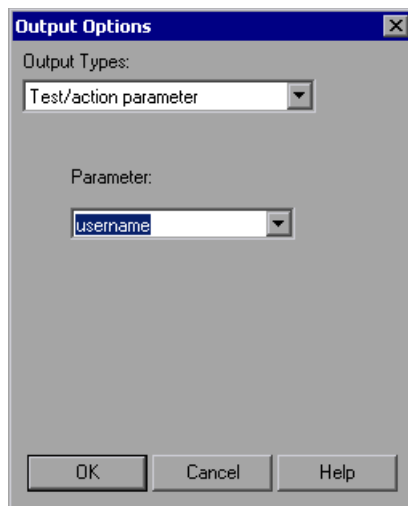 Output Options
Output Types:
Test/action parameter
Parameter:
username
OK Cancel Help